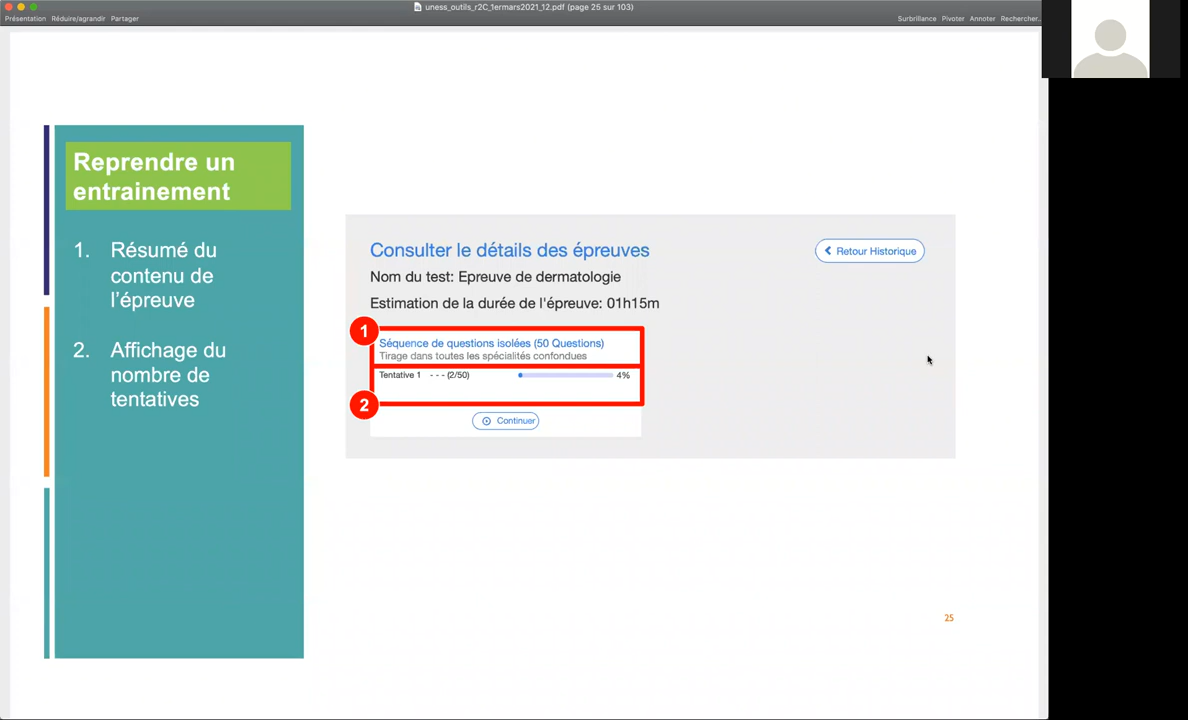 uness_outils_r2C_1ermars2021_12.pdf (page 25 sur 103)
Présentation Réduire/agrandir Partager
Surbrillance Pivoter Annoter Rechercher...
Reprendre un
entrainement
1. Résumé du
contenu de
l'épreuve
2. Affichage du
nombre de
tentatives
Consulter le détails des épreuves
Retour Historique
Nom du test: Epreuve de dermatologie
Estimation de la durée de l'épreuve: 01h15m
1
Séquence de questions isolées (50 Questions)
Tirage dans toutes les spécialités confondues
Tentative 1 - - - (2/50) 4%
2
Continuer
25